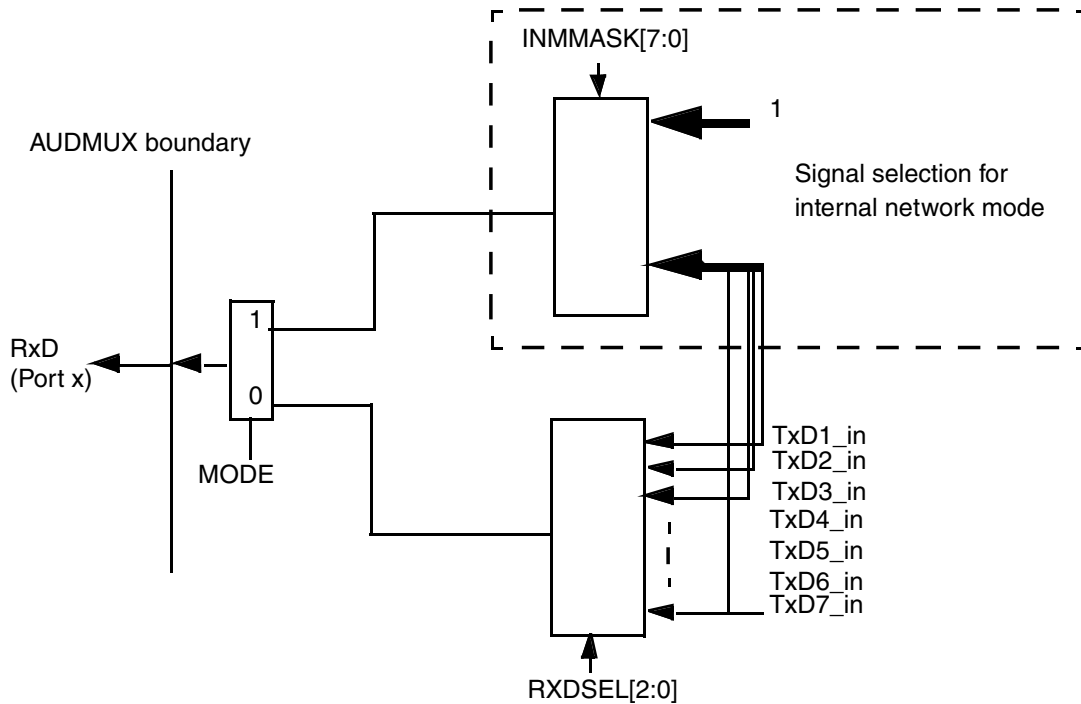 INMMASK[7:0]
1
AUDMUX boundary
Signal selection for
internal network mode
1
RxD
(Port x)
0
MODE
TxD1_in
TxD2_in
TxD3_in
TxD4_in
TxD5_in
TxD6_in
TxD7_in
RXDSEL[2:0]